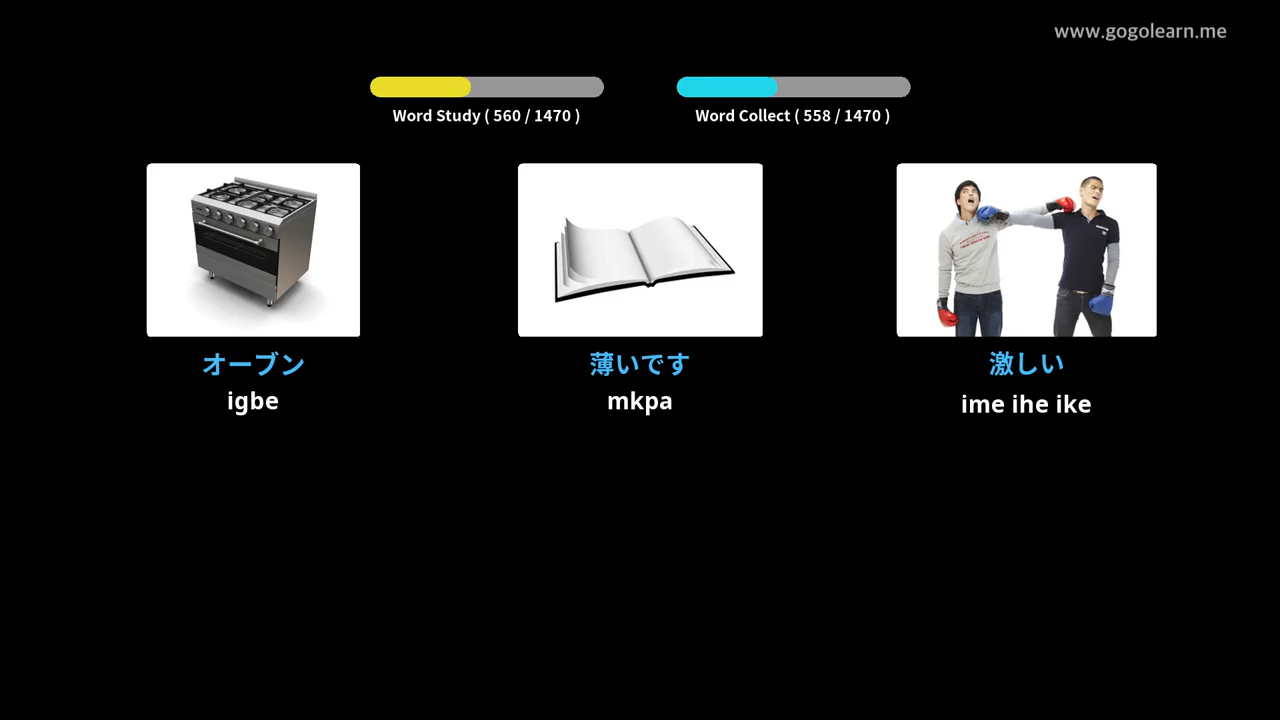 www.gogolearn.me
Word Study ( 560 / 1470 )
Word Collect ( 558 / 1470 )
オーブン
igbe
薄いです
mkpa
激しい
ime ihe ike